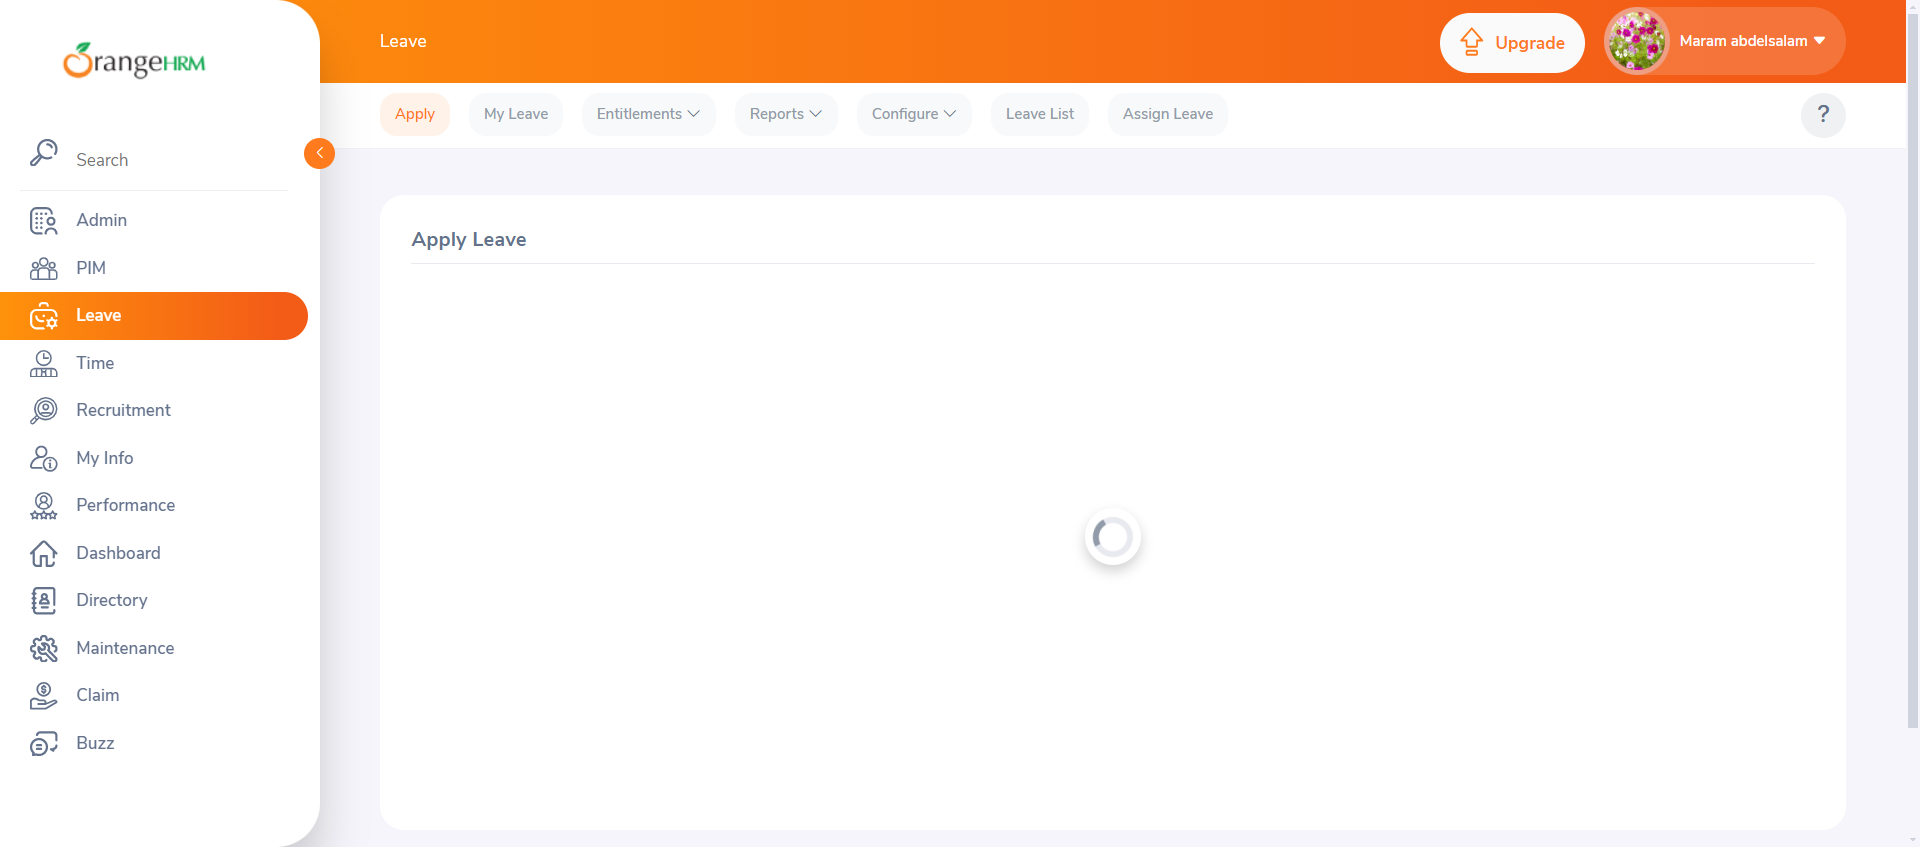 OrangeHRM
Leave
Upgrade
Maram abdelsalam
Apply
My Leave
Entitlements
Reports
Configure
Leave List
Assign Leave
?
Search
Admin
PIM
Leave
Time
Recruitment
My Info
Performance
Dashboard
Directory
Maintenance
Claim
Buzz
Apply Leave